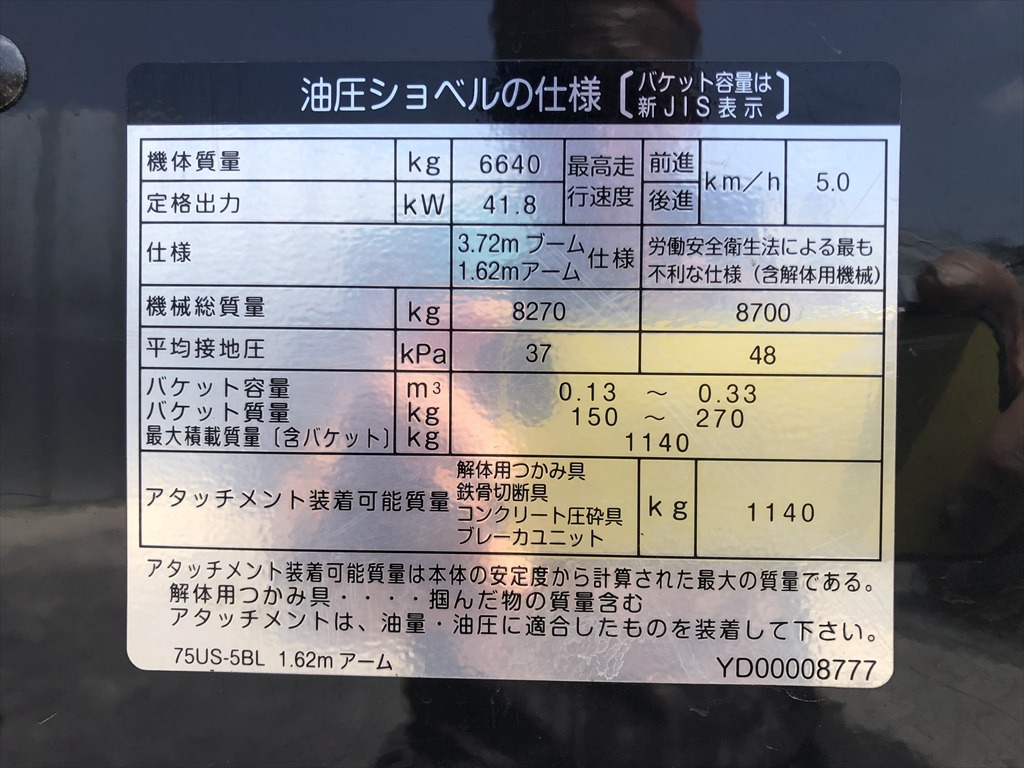 油圧ショベルの仕様〔バケット容量は
新JIS表示〕
機体質量 kg 6640 最高走行速度 前進 後進 km/h 5.0
定格出力 kW 41.8
仕様 3.72m ブーム 1.62mアーム 仕様 労働安全衛生法による最も
不利な仕様（含解体用機械）
機械総質量 kg 8270 8700
平均接地圧 kPa 37 48
バケット容量 m³ 0.13 ～ 0.33
バケット質量 kg 150 ～ 270
最大積載質量〔含バケット〕 kg 1140
アタッチメント装着可能質量 解体用つかみ具
鉄骨切断具
コンクリート圧砕具
ブレーカユニット
kg 1140
アタッチメント装着可能質量は本体の安定度から計算された最大の質量である。
解体用つかみ具・・・・掴んだ物の質量含む
アタッチメントは、油量・油圧に適合したものを装着して下さい。
75US-5BL 1.62m アーム YD00008777